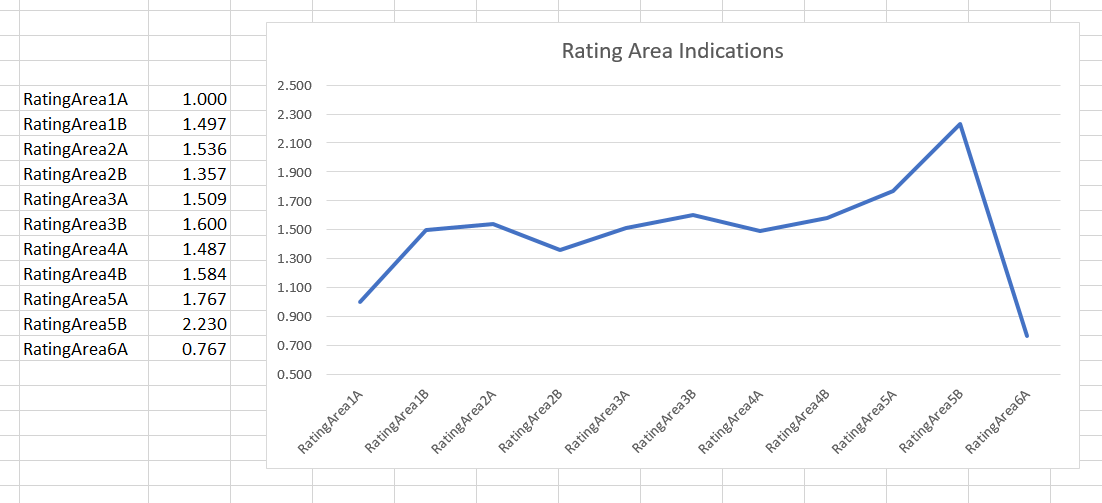 RatingArea1A 1.000
RatingArea1B 1.497
RatingArea2A 1.536
RatingArea2B 1.357
RatingArea3A 1.509
RatingArea3B 1.600
RatingArea4A 1.487
RatingArea4B 1.584
RatingArea5A 1.767
RatingArea5B 2.230
RatingArea6A 0.767
Rating Area Indications
2.500
2.300
2.100
1.900
1.700
1.500
1.300
1.100
0.900
0.700
0.500
RatingArea1A
RatingArea1B
RatingArea2A
RatingArea2B
RatingArea3A
RatingArea3B
RatingArea4A
RatingArea4B
RatingArea5A
RatingArea5B
RatingArea6A